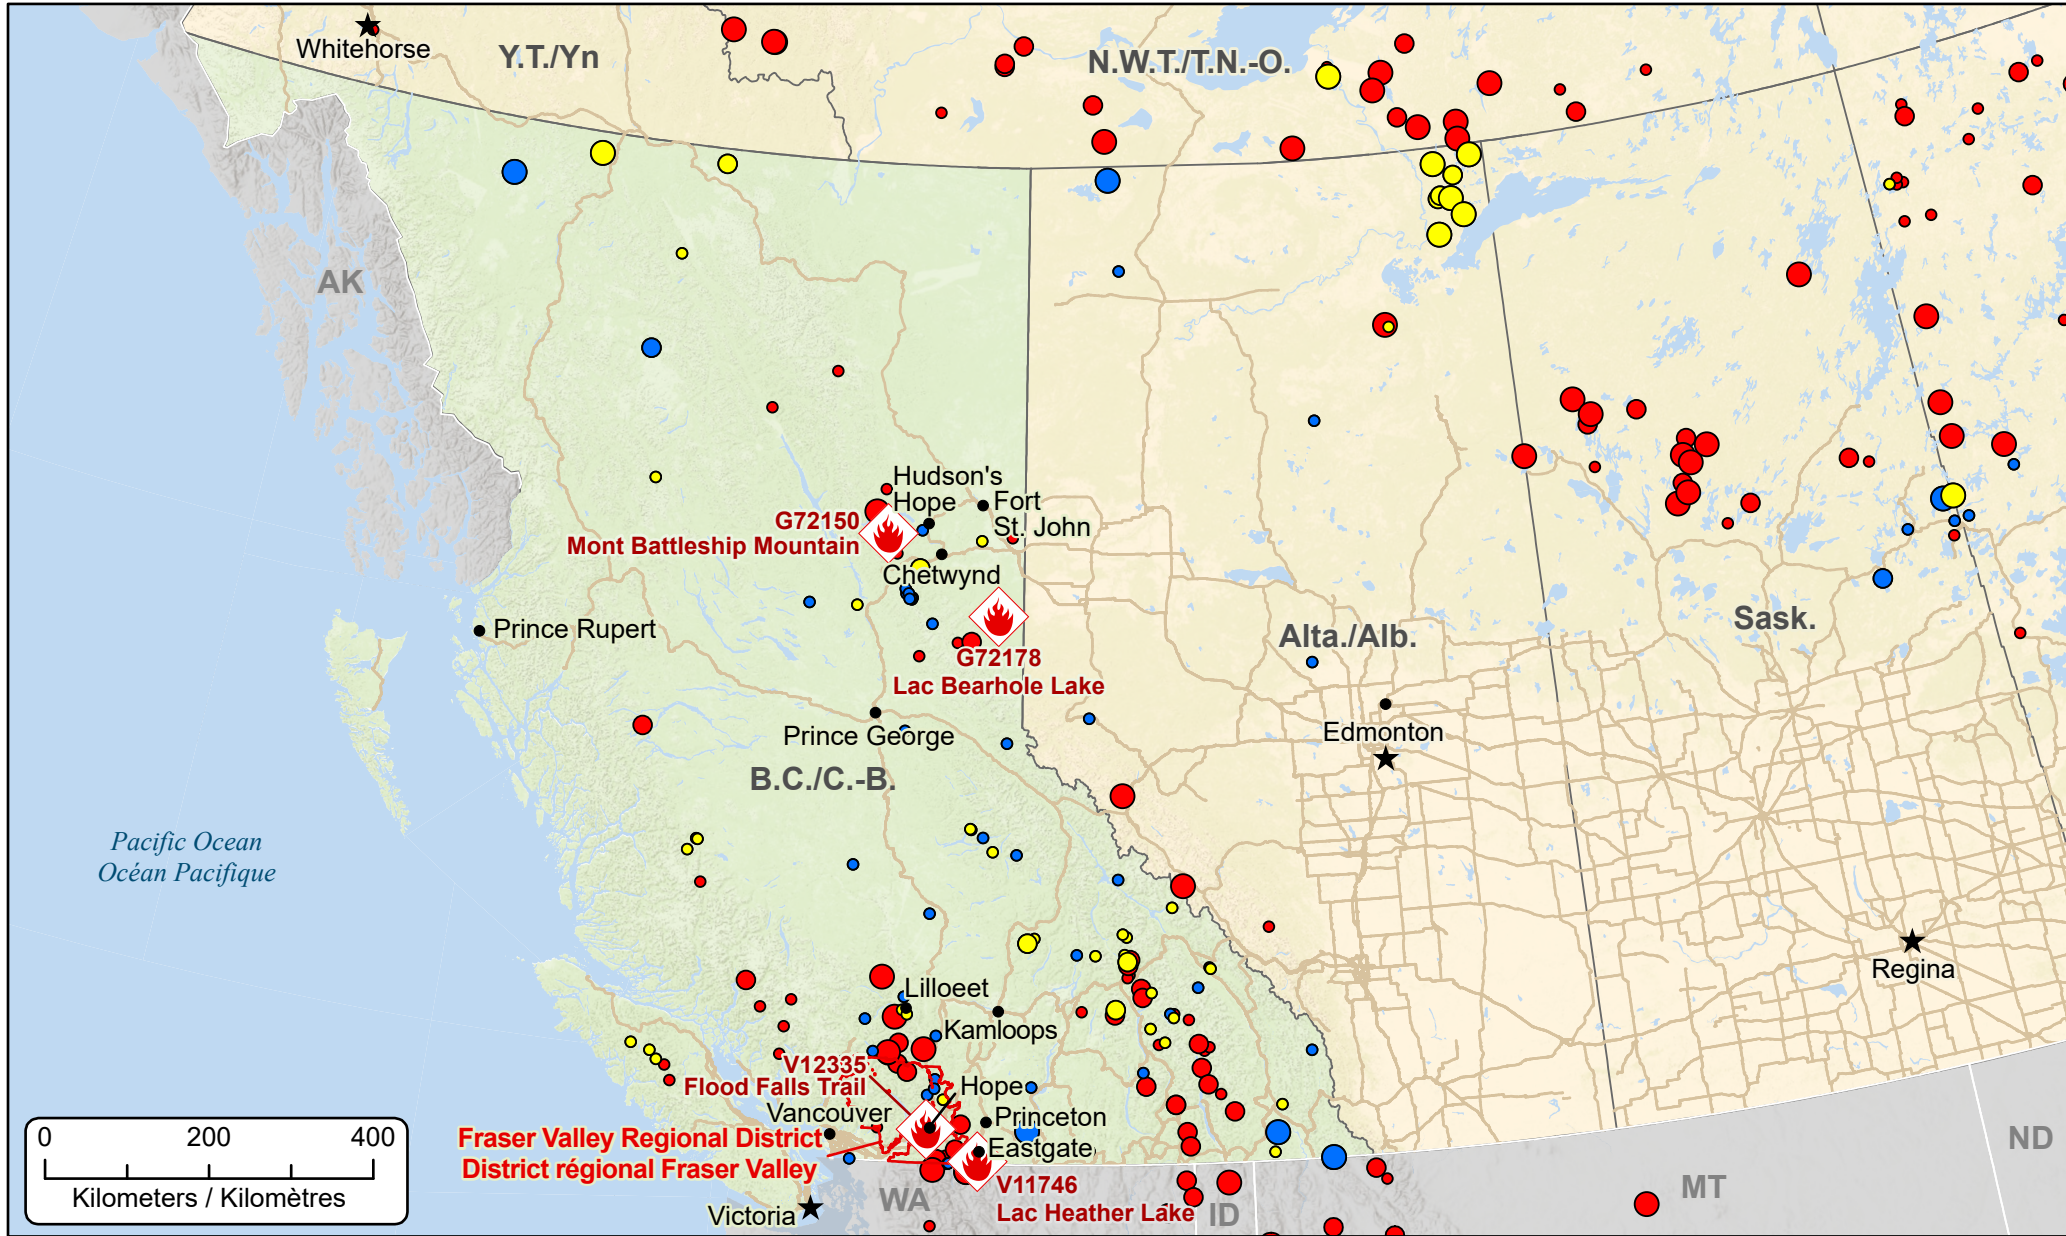 Whitehorse
Y.T./Yn
N.W.T./T.N.-O.
AK
Hudson's
Hope
Fort
St. John
G72150
Mont Battleship Mountain
Chetwynd
Prince Rupert
G72178
Lac Bearhole Lake
Alta./Alb.
Sask.
Prince George
Edmonton
B.C./C.-B.
Pacific Ocean
Océan Pacifique
Regina
Lilloeet
Kamloops
V12335
Flood Falls Trail
Hope
Vancouver
Princeton
Fraser Valley Regional District
District régional Fraser Valley
Eastgate
V11746
Lac Heather Lake
WA
ID
MT
ND
Victoria
0 200 400
Kilometers / Kilomètres